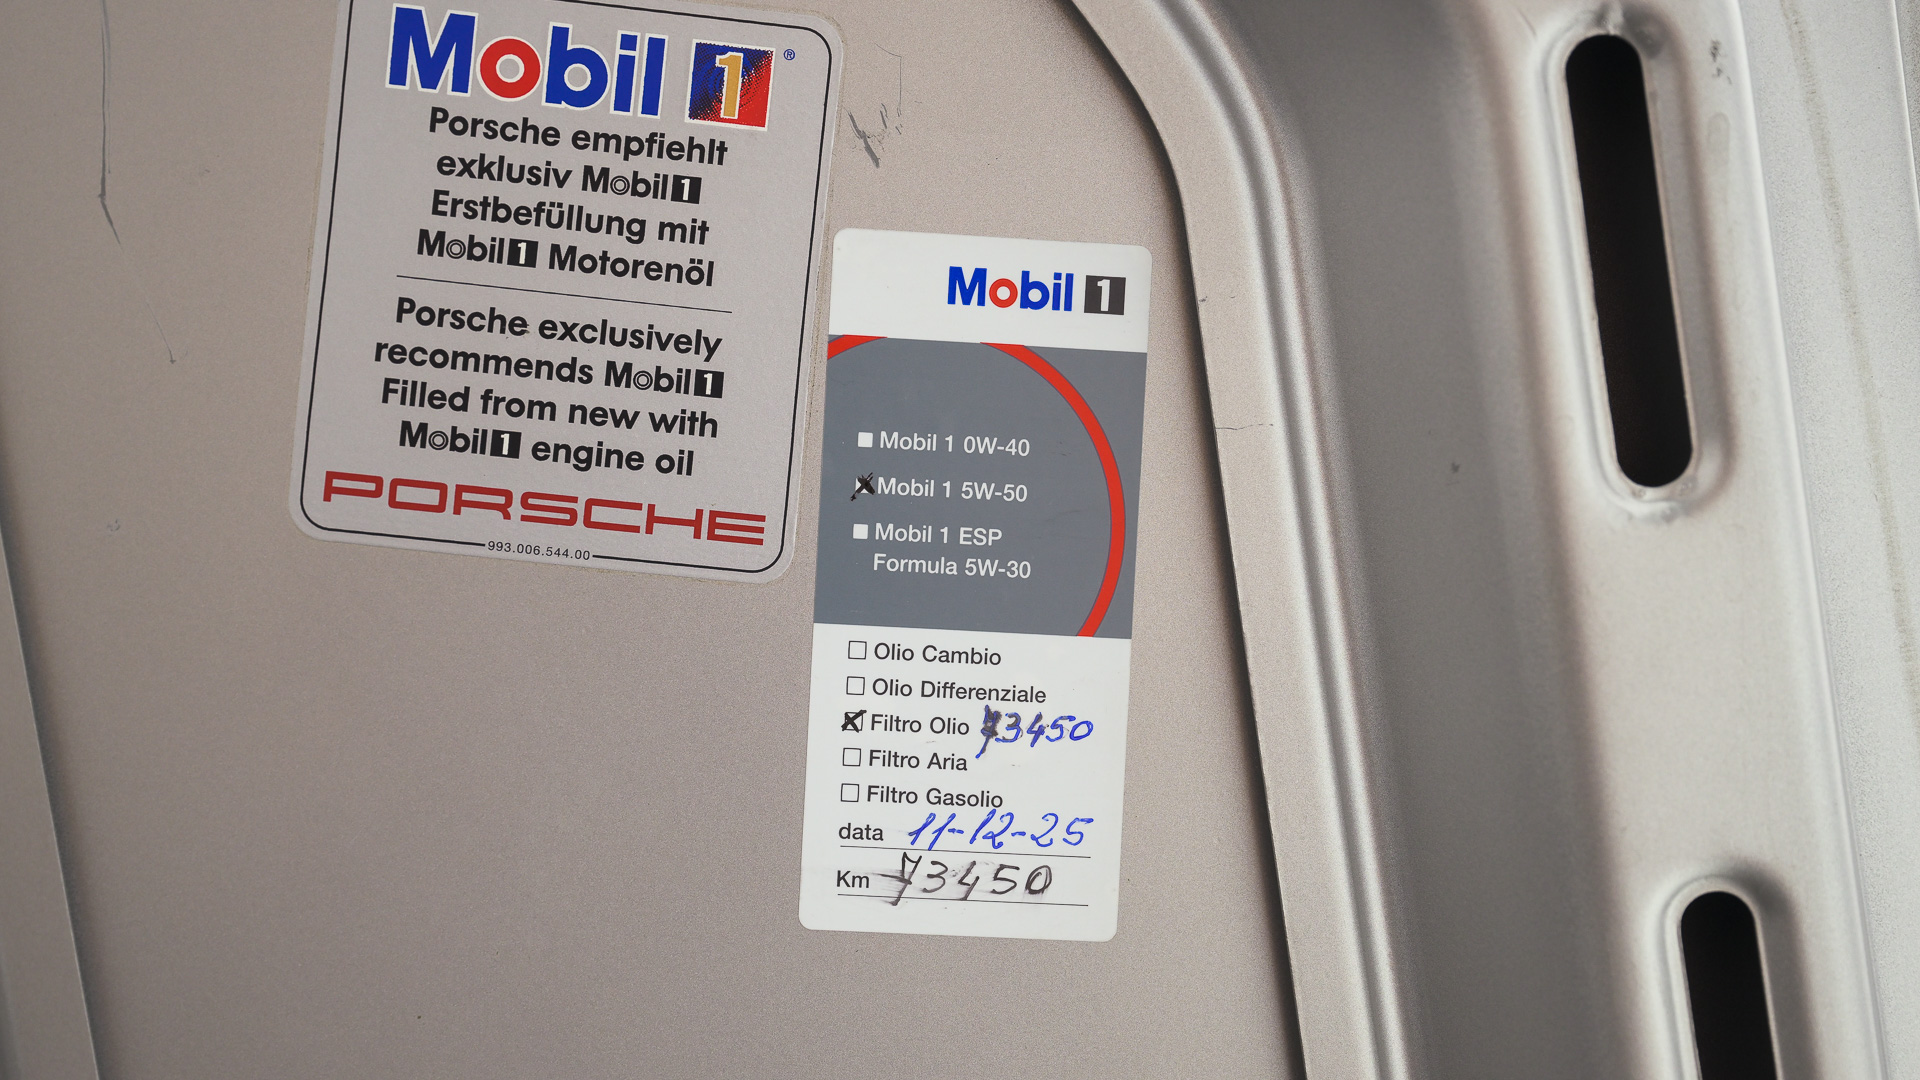 Mobil 1 ®
Porsche empfiehlt
exklusiv Mobil 1
Erstbefüllung mit
Mobil 1 Motorenöl
Porsche exclusively
recommends Mobil 1
Filled from new with
Mobil 1 engine oil
PORSCHE
993.006.544.00
Mobil 1
Mobil 1 0W-40
Mobil 1 5W-50
Mobil 1 ESP
Formula 5W-30
Olio Cambio
Olio Differenziale
Filtro Olio 73450
Filtro Aria
Filtro Gasolio
data 11-12-25
Km 73450